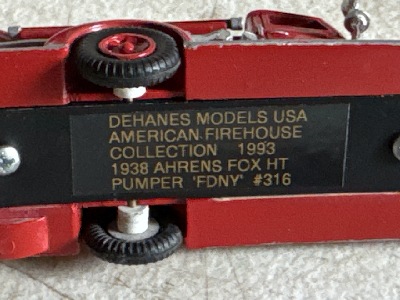 DEHANES MODELS USA
AMERICAN FIREHOUSE
COLLECTION 1993
1938 AHRENS FOX HT
PUMPER 'FDNY' #316